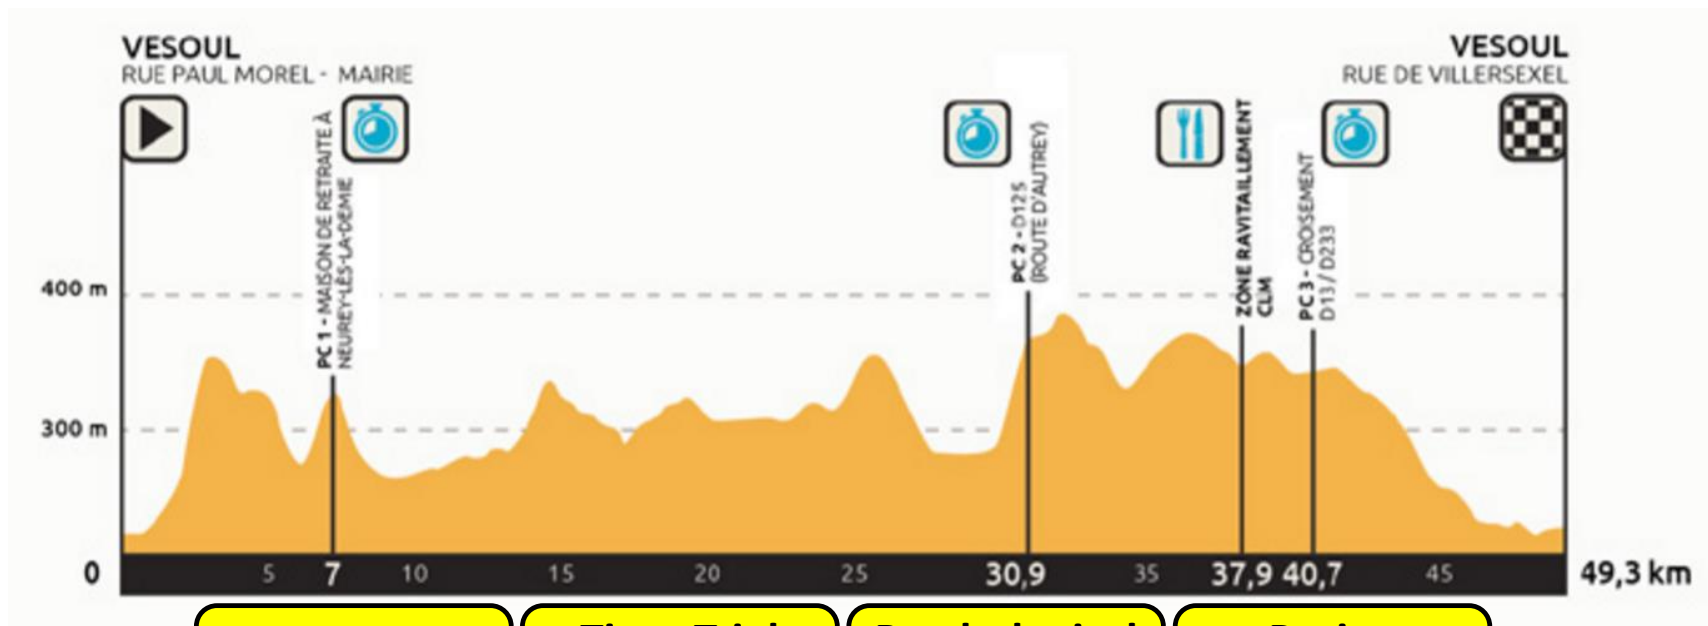 VESOUL
RUE PAUL MOREL - MAIRIE
VESOUL
RUE DE VILLERSEXEL
PC 1 - MAISON DE RETRAITE À
NEUREY-LÈS-LA-DEMIE
PC 2 - D125
(ROUTE D'AUTREY)
ZONE RAVITAILLEMENT
CLM
PC 3 - CROISEMENT
D13 / D233
400 m
300 m
0 5 7 10 15 20 25 30,9 35 37,9 40,7 45 49,3 km